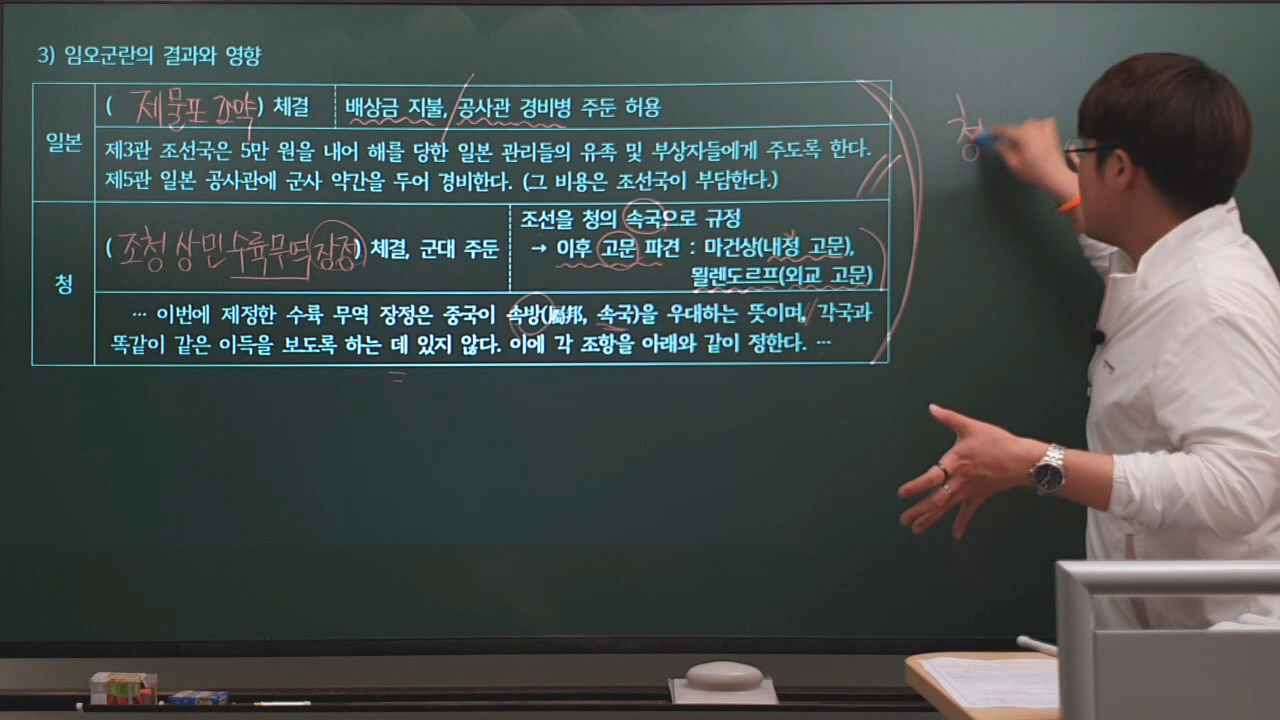 3) 임오군란의 결과와 영향
일본
( 제물포 조약 ) 체결
배상금 지불, 공사관 경비병 주둔 허용
제3관 조선국은 5만 원을 내어 해를 당한 일본 관리들의 유족 및 부상자들에게 주도록 한다.
제5관 일본 공사관에 군사 약간을 두어 경비한다. (그 비용은 조선국이 부담한다.)
청
( 조청 상민수륙무역장정 ) 체결, 군대 주둔
조선을 청의 속국으로 규정
→ 이후 고문 파견 : 마건상(내정 고문),
묄렌도르프(외교 고문)
… 이번에 제정한 수륙 무역 장정은 중국이 속방(屬邦, 속국)을 우대하는 뜻이며, 각국과
똑같이 같은 이득을 보도록 하는 데 있지 않다. 이에 각 조항을 아래와 같이 정한다. …
청